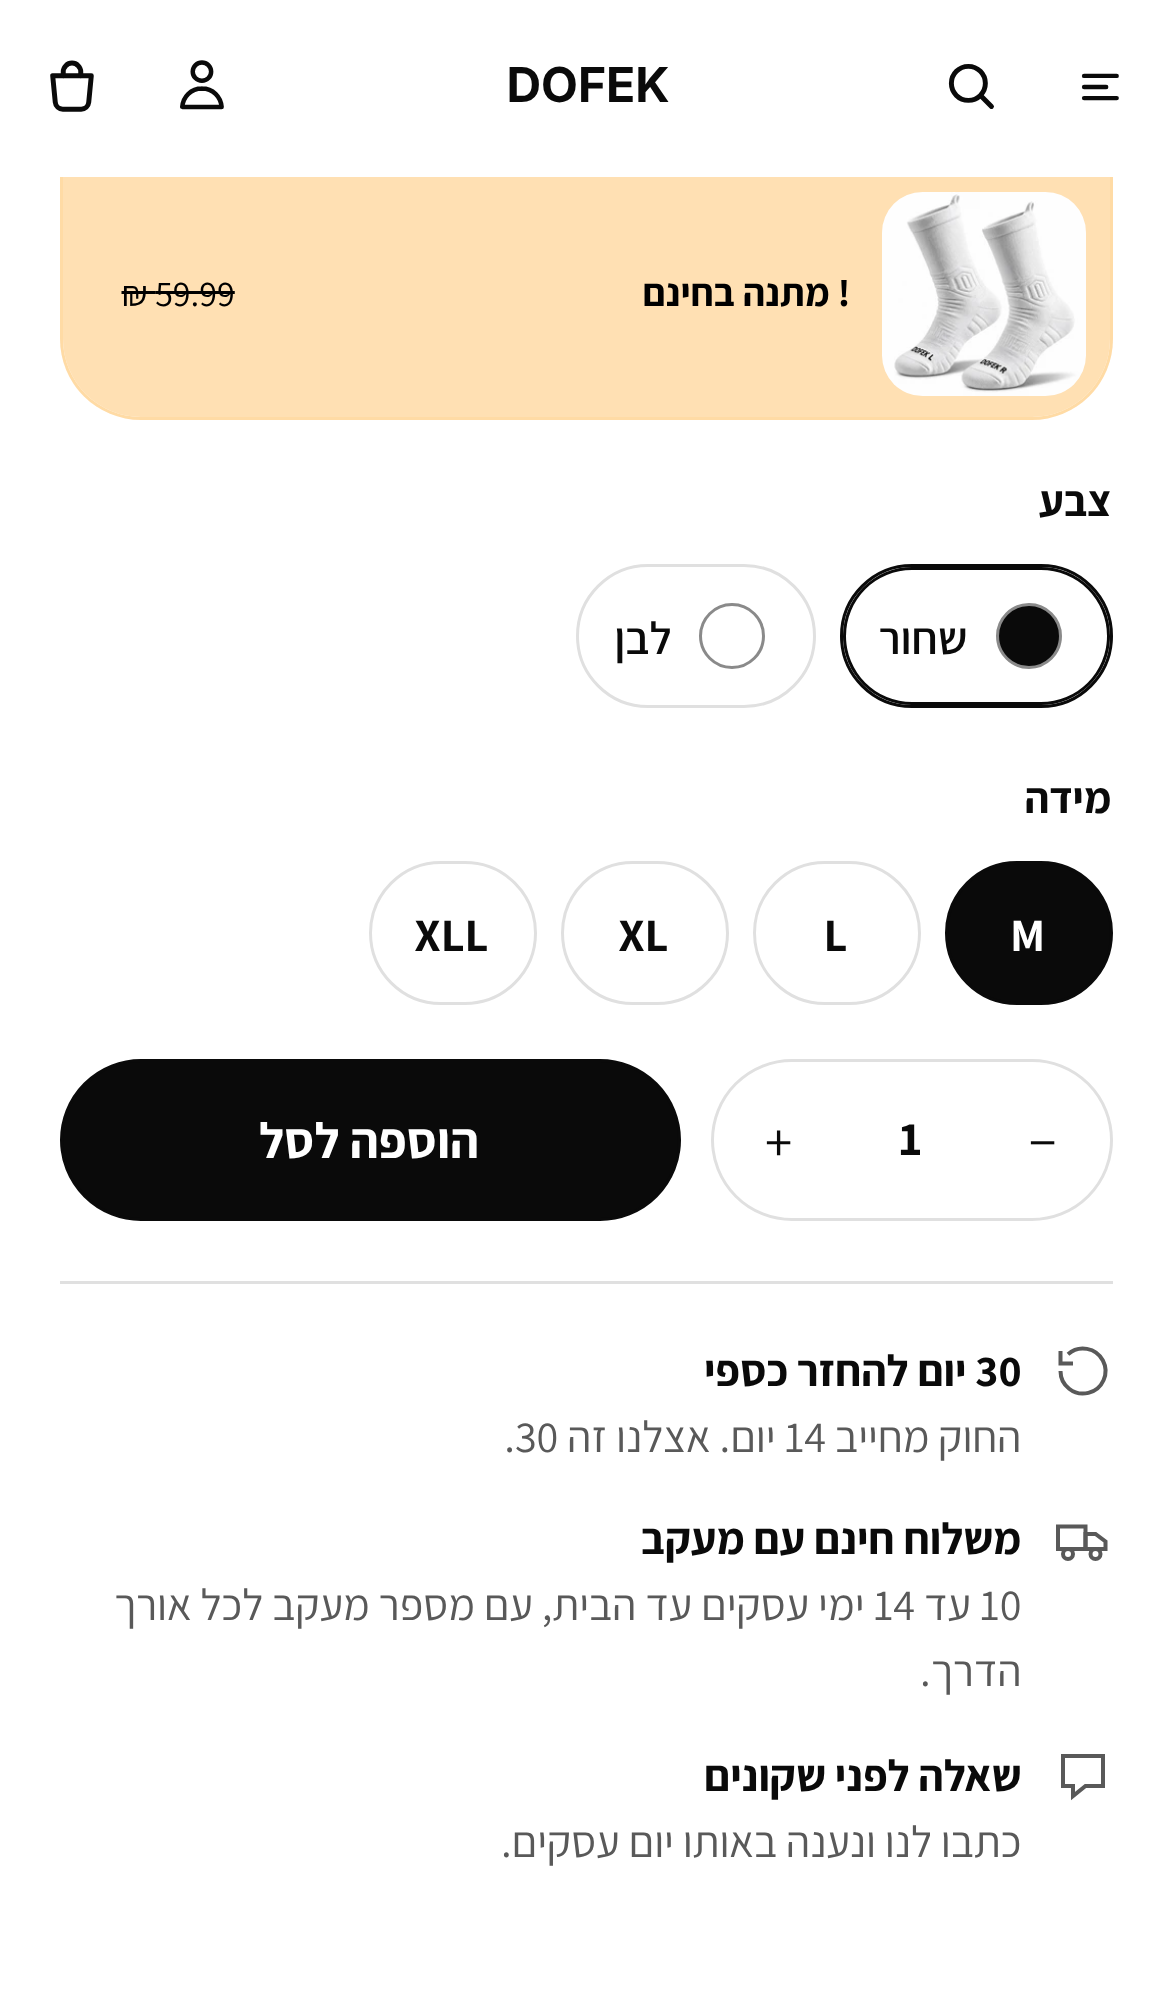 DOFEK
! מתנה בחינם
59.99 ₪
DOFEK L
DOFEK R
צבע
שחור
לבן
מידה
M
L
XL
XLL
−
1
+
הוספה לסל
30 יום להחזר כספי
החוק מחייב 14 יום. אצלנו זה 30.
משלוח חינם עם מעקב
10 עד 14 ימי עסקים עד הבית, עם מספר מעקב לכל אורך
הדרך.
שאלה לפני שקונים
כתבו לנו ונענה באותו יום עסקים.